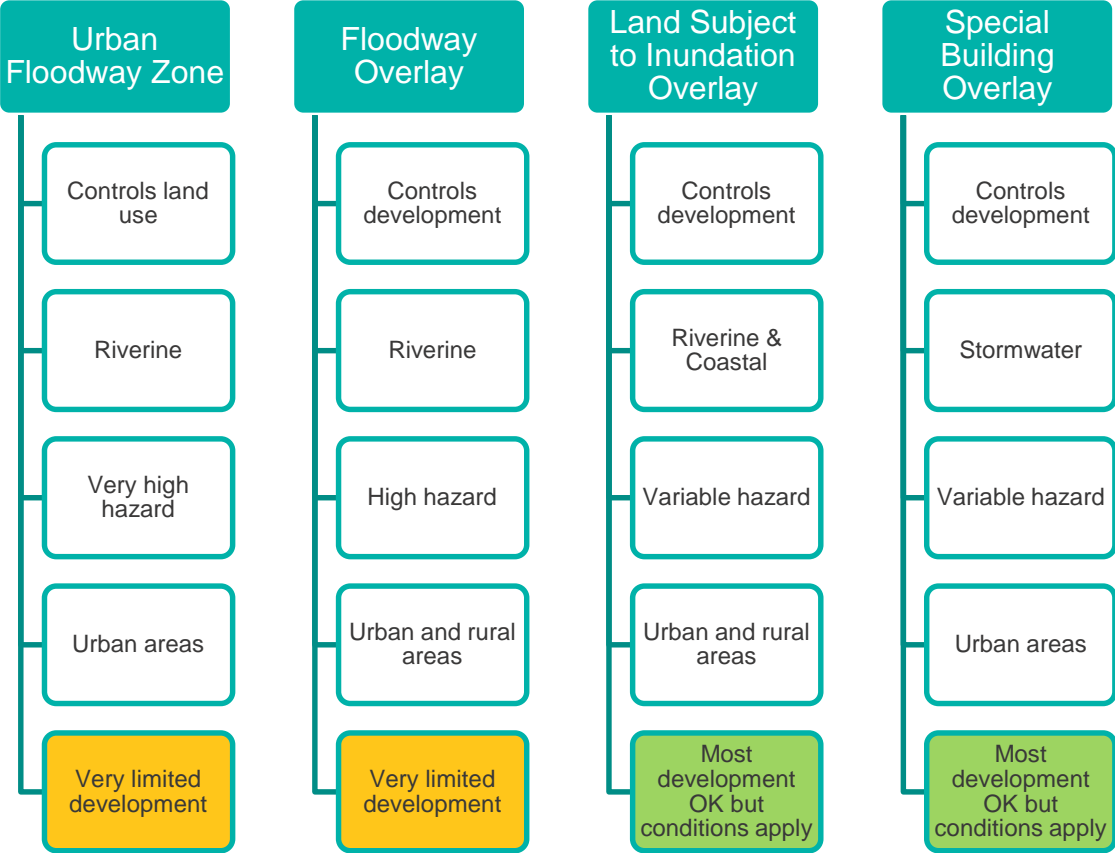 Urban
Floodway Zone
Controls land
use
Riverine
Very high
hazard
Urban areas
Very limited
development
Floodway
Overlay
Controls
development
Riverine
High hazard
Urban and rural
areas
Very limited
development
Land Subject
to Inundation
Overlay
Controls
development
Riverine &
Coastal
Variable hazard
Urban and rural
areas
Most
development
OK but
conditions apply
Special
Building
Overlay
Controls
development
Stormwater
Variable hazard
Urban areas
Most
development
OK but
conditions apply